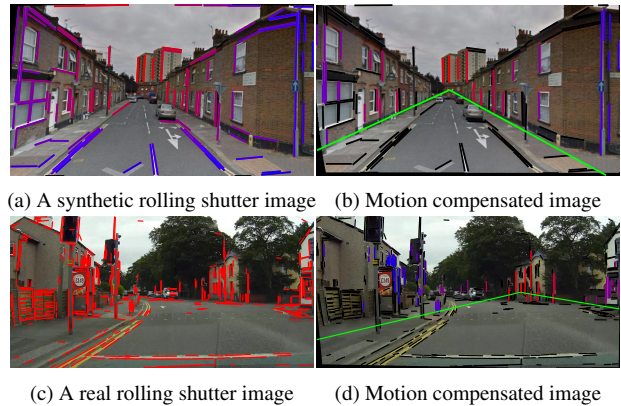 (a) A synthetic rolling shutter image (b) Motion compensated image
(c) A real rolling shutter image (d) Motion compensated image